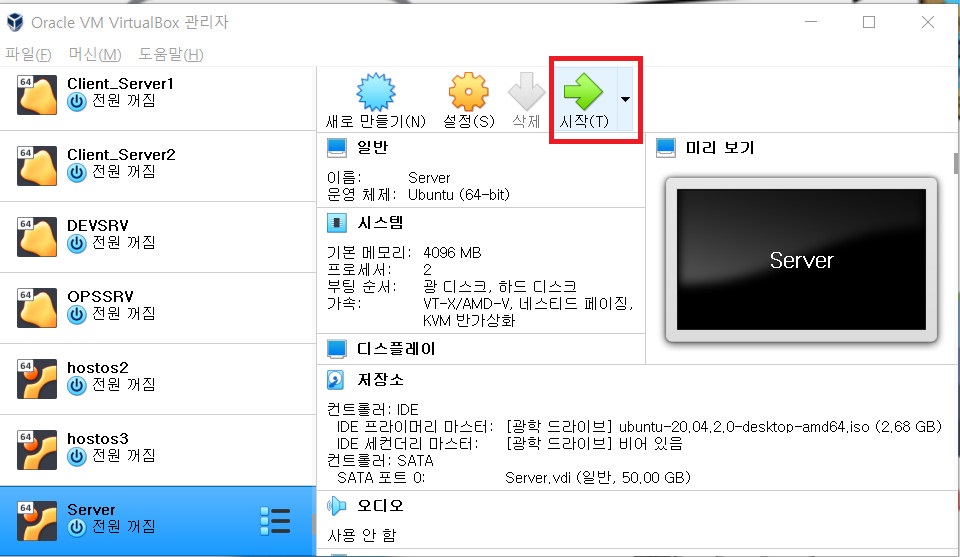 Oracle VM VirtualBox 관리자
파일(F) 머신(M) 도움말(H)
64 Client_Server1
전원 꺼짐
64 Client_Server2
전원 꺼짐
64 DEVSRV
전원 꺼짐
64 OPSSRV
전원 꺼짐
64 hostos2
전원 꺼짐
64 hostos3
전원 꺼짐
64 Server
전원 꺼짐
새로 만들기(N) 설정(S) 삭제 시작(T)
일반
이름: Server
운영 체제: Ubuntu (64-bit)
시스템
기본 메모리: 4096 MB
프로세서: 2
부팅 순서: 광 디스크, 하드 디스크
가속: VT-X/AMD-V, 네스티드 페이징,
KVM 반가상화
디스플레이
미리 보기
Server
저장소
컨트롤러: IDE
IDE 프라이머리 마스터: [광학 드라이브] ubuntu-20.04.2.0-desktop-amd64.iso (2.68 GB)
IDE 세컨더리 마스터: [광학 드라이브] 비어 있음
컨트롤러: SATA
SATA 포트 0: Server.vdi (일반, 50.00 GB)
오디오
사용 안 함